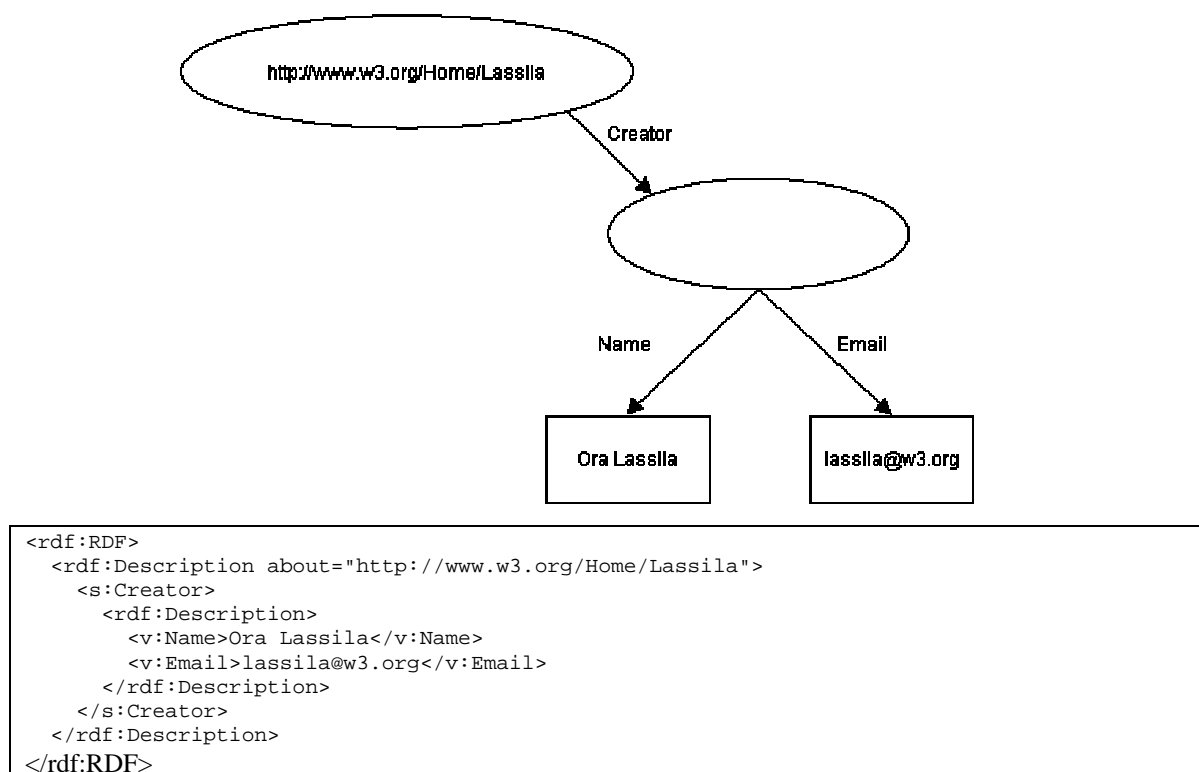 http://www.w3.org/Home/Lassila
Creator
Name
Email
Ora Lassila
lassila@w3.org
<rdf:RDF>
  <rdf:Description about="http://www.w3.org/Home/Lassila">
    <s:Creator>
      <rdf:Description>
        <v:Name>Ora Lassila</v:Name>
        <v:Email>lassila@w3.org</v:Email>
      </rdf:Description>
    </s:Creator>
  </rdf:Description>
</rdf:RDF>